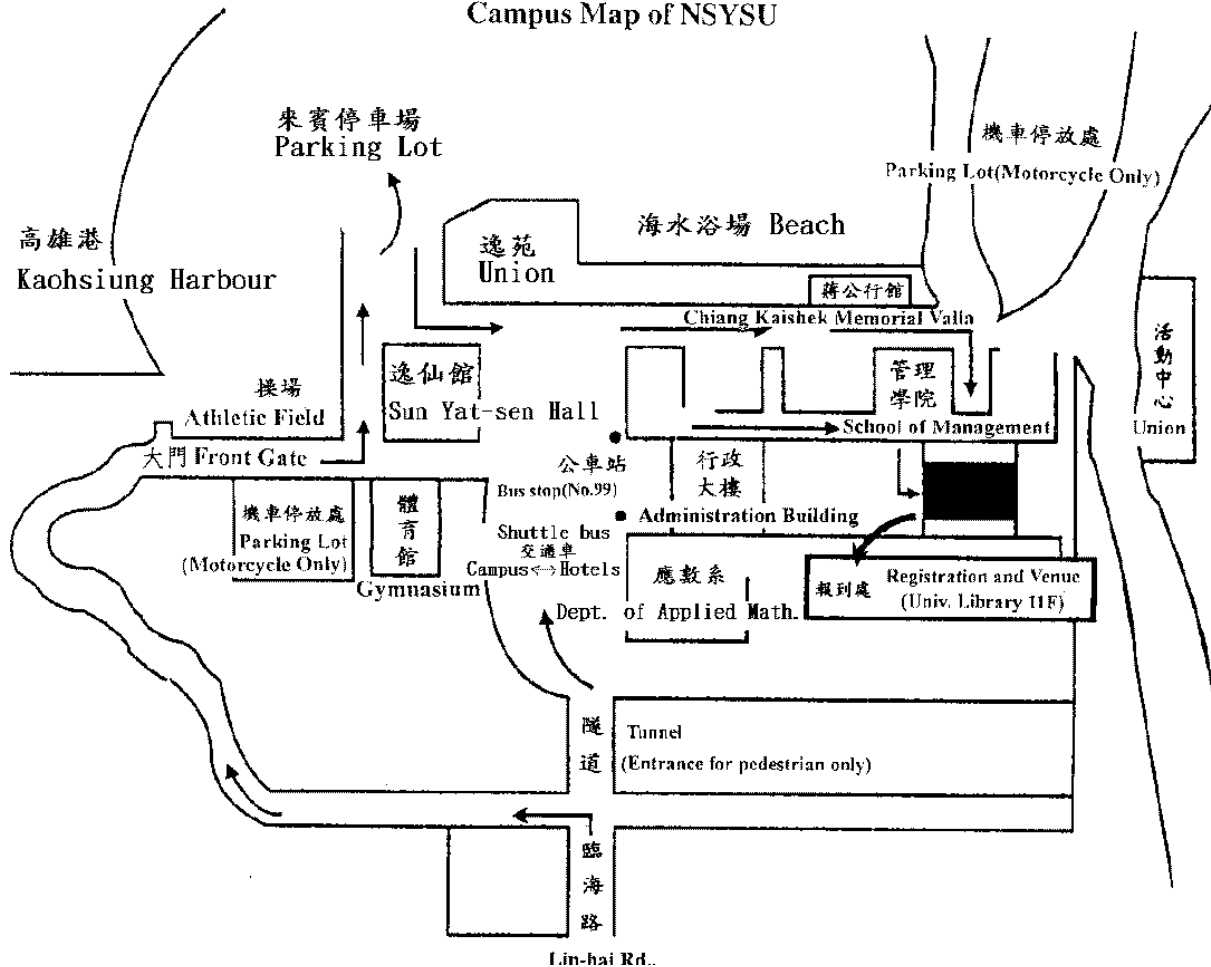 Campus Map of NSYSU
來賓停車場
Parking Lot
機車停放處
Parking Lot(Motorcycle Only)
高雄港
Kaohsiung Harbour
逸苑
Union
海水浴場 Beach
蔣公行館
Chiang Kaishek Memorial Valla
活動中心
Union
操場
Athletic Field
逸仙館
Sun Yat-sen Hall
管理
學院
School of Management
大門 Front Gate
公車站
Bus stop(No.99)
行政
大樓
Administration Building
機車停放處
Parking Lot
(Motorcycle Only)
體育館
Gymnasium
Shuttle bus
交通車
Campus<->Hotels
應數系
Dept. of Applied Math.
報到處
Registration and Venue
(Univ. Library 11F)
隧道
Tunnel
(Entrance for pedestrian only)
臨海路
Lin-hai Rd..